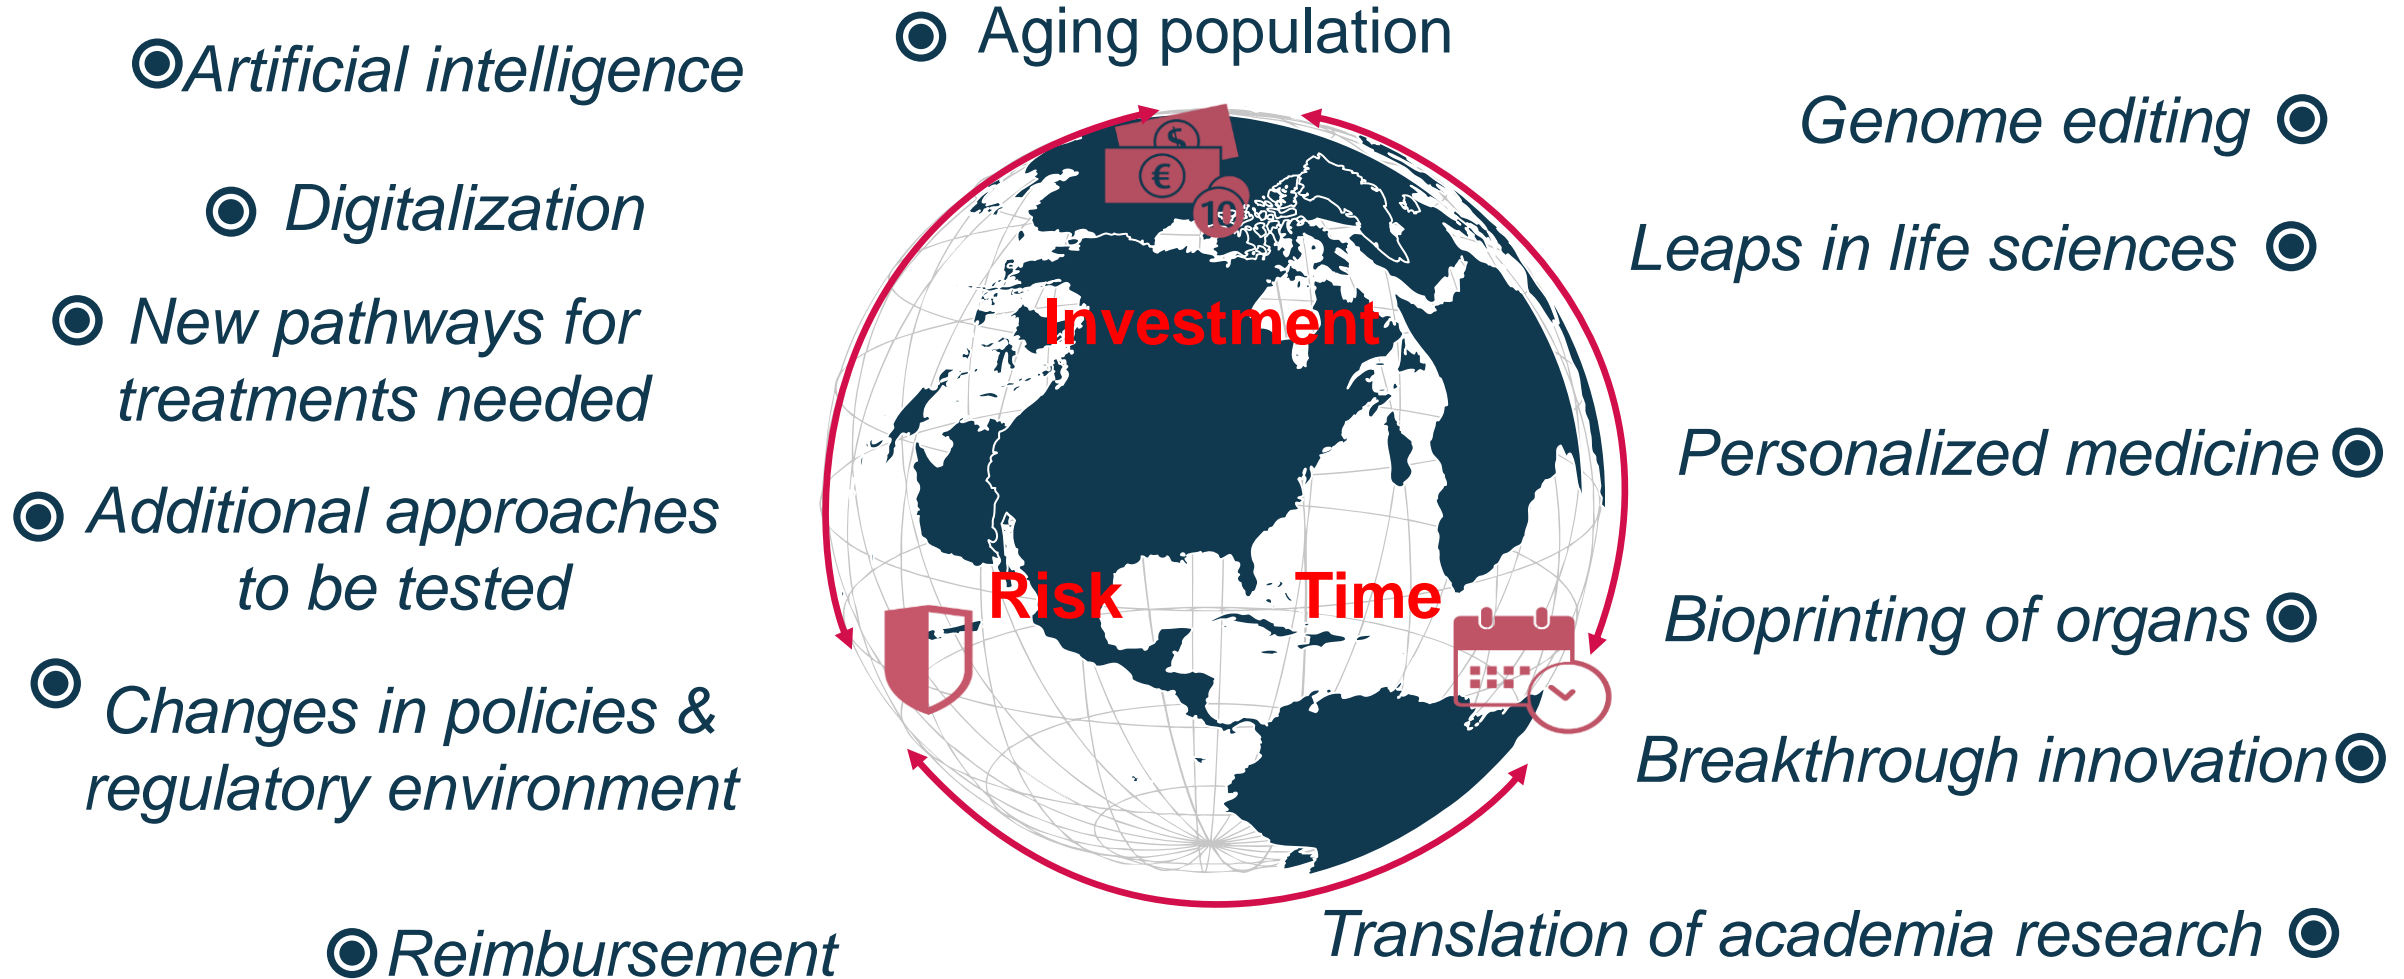 Aging population
Artificial intelligence
Digitalization
New pathways for
treatments needed
Additional approaches
to be tested
Changes in policies &
regulatory environment
Reimbursement
$
€
10
Investment
Risk
Time
Genome editing
Leaps in life sciences
Personalized medicine
Bioprinting of organs
Breakthrough innovation
Translation of academia research